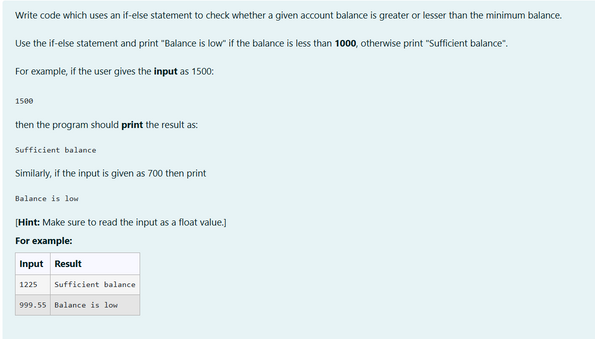 Write code which uses an if-else statement to check whether a given account balance is greater or lesser than the minimum balance.
Use the if-else statement and print "Balance is low" if the balance is less than 1000, otherwise print "Sufficient balance".
For example, if the user gives the input as 1500:
1500
then the program should print the result as:
Sufficient balance
Similarly, if the input is given as 700 then print
Balance is low
[Hint: Make sure to read the input as a float value.]
For example:
Input Result
1225 Sufficient balance
999.55 Balance is low